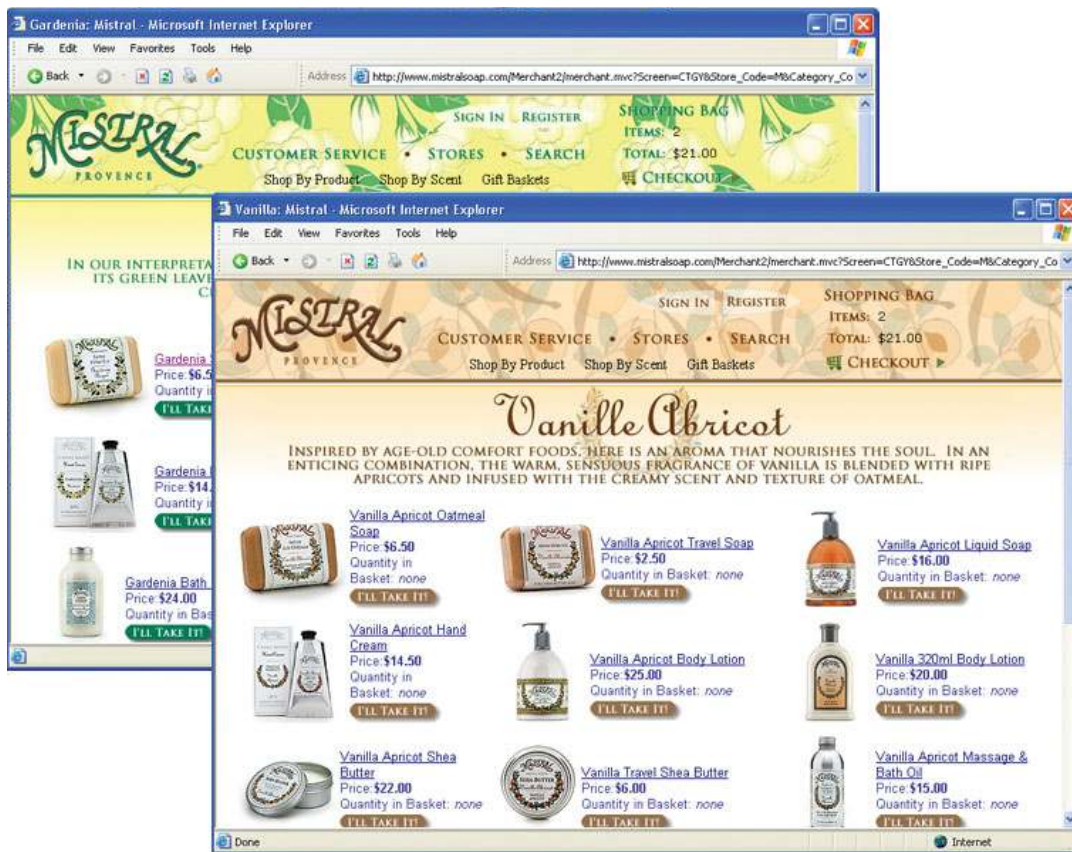 Gardenia: Mistral - Microsoft Internet Explorer
File Edit View Favorites Tools Help
Back Address http://www.mistralsoap.com/Merchant2/merchant.mvc?Screen=CTGY&Store_Code=M&Category_Co
MISTRAL
PROVENCE
SIGN IN REGISTER
CUSTOMER SERVICE • STORES • SEARCH
Shop By Product Shop By Scent Gift Baskets
SHOPPING BAG
ITEMS: 2
TOTAL: $21.00
CHECKOUT
IN OUR INTERPRETA
ITS GREEN LEAVE
Gardenia
Price: $6.5
Quantity in
I'LL TAKE
Gardenia
Price: $14.
Quantity in
I'LL TAKE
Gardenia Bath
Price: $24.00
Quantity in Bas
I'LL TAKE IT!
Vanilla: Mistral - Microsoft Internet Explorer
File Edit View Favorites Tools Help
Back Address http://www.mistralsoap.com/Merchant2/merchant.mvc?Screen=CTGY&Store_Code=M&Category_Co
MISTRAL
PROVENCE
SIGN IN REGISTER
CUSTOMER SERVICE • STORES • SEARCH
Shop By Product Shop By Scent Gift Baskets
SHOPPING BAG
ITEMS: 2
TOTAL: $21.00
CHECKOUT
Vanille Abricot
INSPIRED BY AGE-OLD COMFORT FOODS, HERE IS AN AROMA THAT NOURISHES THE SOUL. IN AN
ENTICING COMBINATION, THE WARM, SENSUOUS FRAGRANCE OF VANILLA IS BLENDED WITH RIPE
APRICOTS AND INFUSED WITH THE CREAMY SCENT AND TEXTURE OF OATMEAL.
Vanilla Apricot Oatmeal
Soap
Price: $6.50
Quantity in
Basket: none
I'LL TAKE IT!
Vanilla Apricot Travel Soap
Price: $2.50
Quantity in Basket: none
I'LL TAKE IT!
Vanilla Apricot Liquid Soap
Price: $16.00
Quantity in Basket: none
I'LL TAKE IT!
Vanilla Apricot Hand
Cream
Price: $14.50
Quantity in
Basket: none
I'LL TAKE IT!
Vanilla Apricot Body Lotion
Price: $25.00
Quantity in Basket: none
I'LL TAKE IT!
Vanilla 320ml Body Lotion
Price: $20.00
Quantity in Basket: none
I'LL TAKE IT!
Vanilla Apricot Shea
Butter
Price: $22.00
Quantity in Basket: none
I'LL TAKE IT!
Vanilla Travel Shea Butter
Price: $6.00
Quantity in Basket: none
I'LL TAKE IT!
Vanilla Apricot Massage &
Bath Oil
Price: $15.00
Quantity in Basket: none
I'LL TAKE IT!
Done Internet